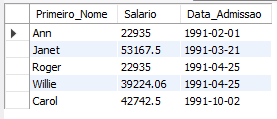 Primeiro_Nome Salario Data_Admissao
Ann 22935 1991-02-01
Janet 53167.5 1991-03-21
Roger 22935 1991-04-25
Willie 39224.06 1991-04-25
Carol 42742.5 1991-10-02